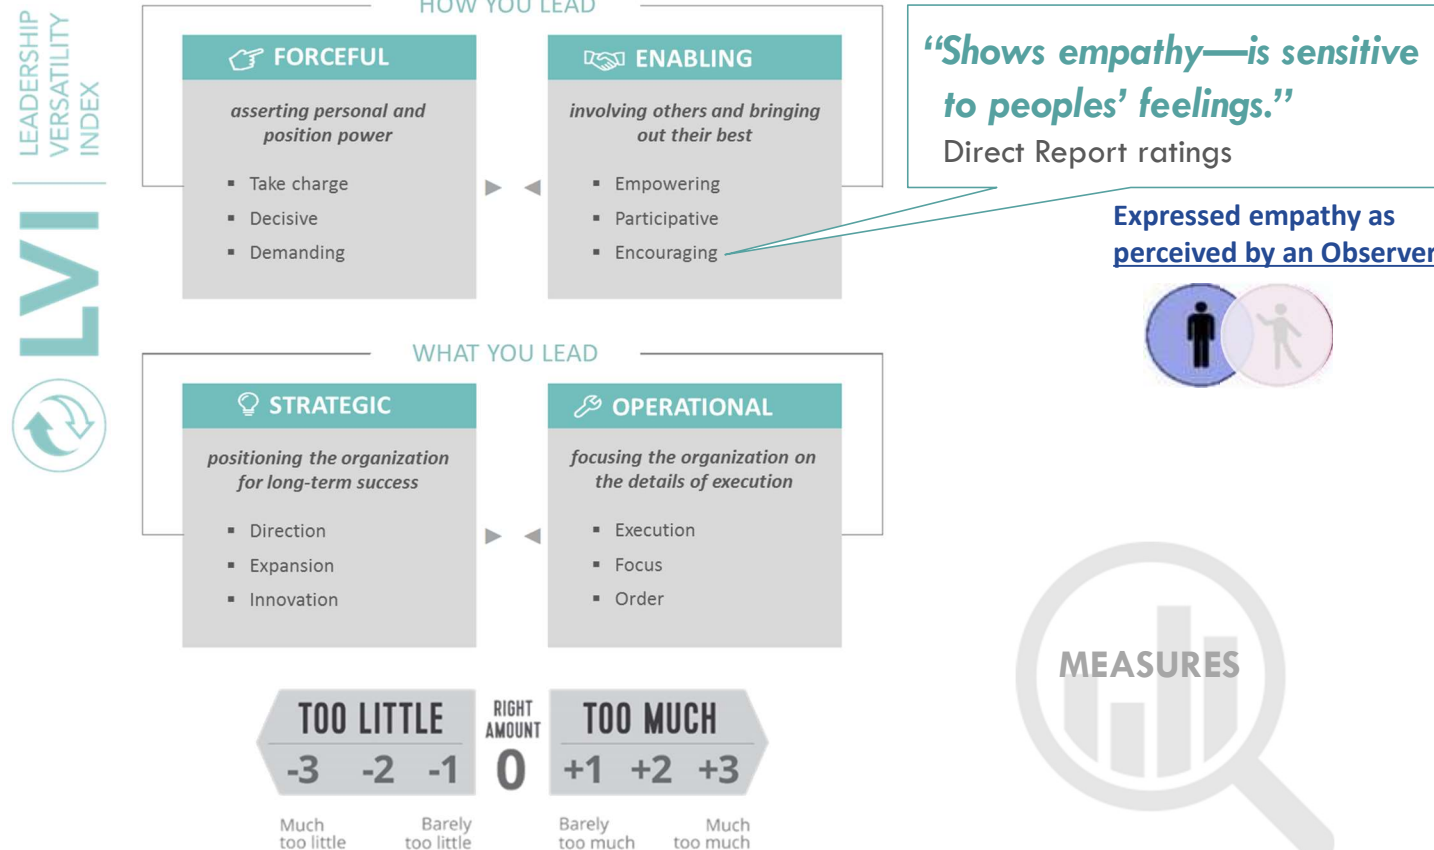 LEADERSHIP
VERSATILITY
INDEX
LVI
HOW YOU LEAD
FORCEFUL
asserting personal and
position power
▪ Take charge
▪ Decisive
▪ Demanding
ENABLING
involving others and bringing
out their best
▪ Empowering
▪ Participative
▪ Encouraging
“Shows empathy—is sensitive
to peoples’ feelings.”
Direct Report ratings
Expressed empathy as
perceived by an Observer
WHAT YOU LEAD
STRATEGIC
positioning the organization
for long-term success
▪ Direction
▪ Expansion
▪ Innovation
OPERATIONAL
focusing the organization on
the details of execution
▪ Execution
▪ Focus
▪ Order
MEASURES
TOO LITTLE
-3 -2 -1
RIGHT
AMOUNT
0
TOO MUCH
+1 +2 +3
Much
too little
Barely
too little
Barely
too much
Much
too much